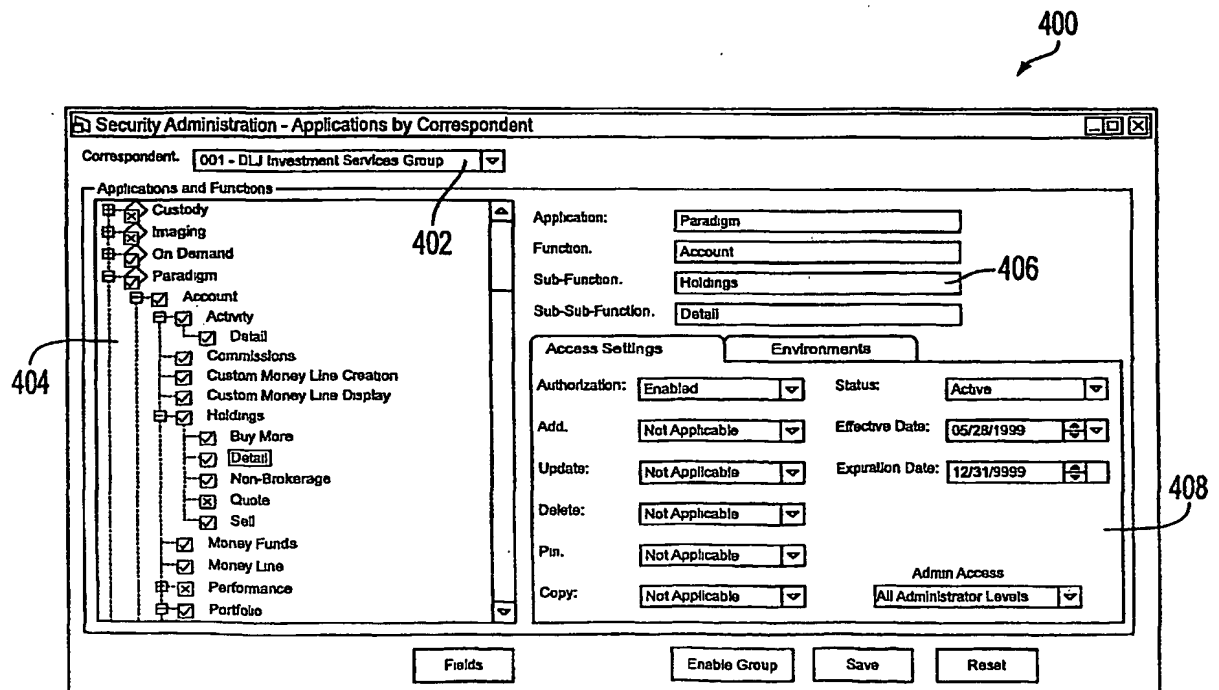 400
Security Administration - Applications by Correspondent
Correspondent. 001 - DLJ Investment Services Group
402
Applications and Functions
Custody
Imaging
On Demand
Paradigm
Account
Activity
Detail
Commissions
Custom Money Line Creation
Custom Money Line Display
Holdings
Buy More
Detail
Non-Brokerage
Quote
Sell
Money Funds
Money Line
Performance
Portfolio
404
Application: Paradigm
Function. Account
Sub-Function. Holdings
406
Sub-Sub-Function. Detail
Access Settings Environments
Authorization: Enabled Status: Active
Add. Not Applicable Effective Date: 05/28/1999
Update: Not Applicable Expiration Date: 12/31/9999
Delete: Not Applicable
408
Pin. Not Applicable
Admin Access
Copy: Not Applicable All Administrator Levels
Fields Enable Group Save Reset